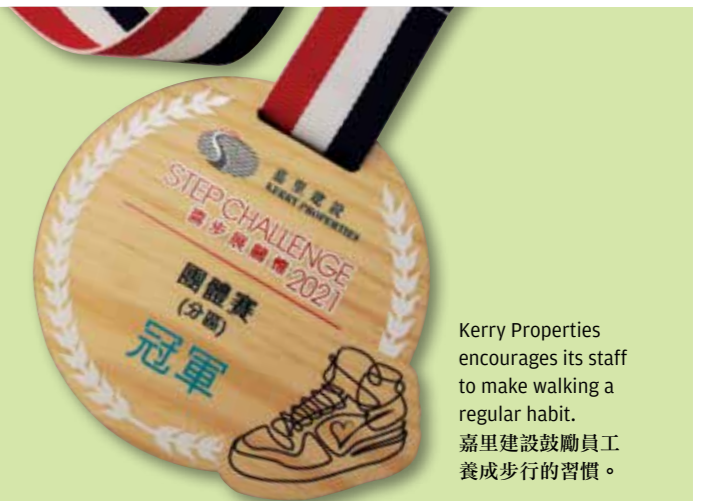 嘉里建設
KERRY PROPERTIES
STEP CHALLENGE
齊步展關懷 2021
團體賽
(分區)
冠軍
Kerry Properties
encourages its staff
to make walking a
regular habit.
嘉里建設鼓勵員工
養成步行的習慣。